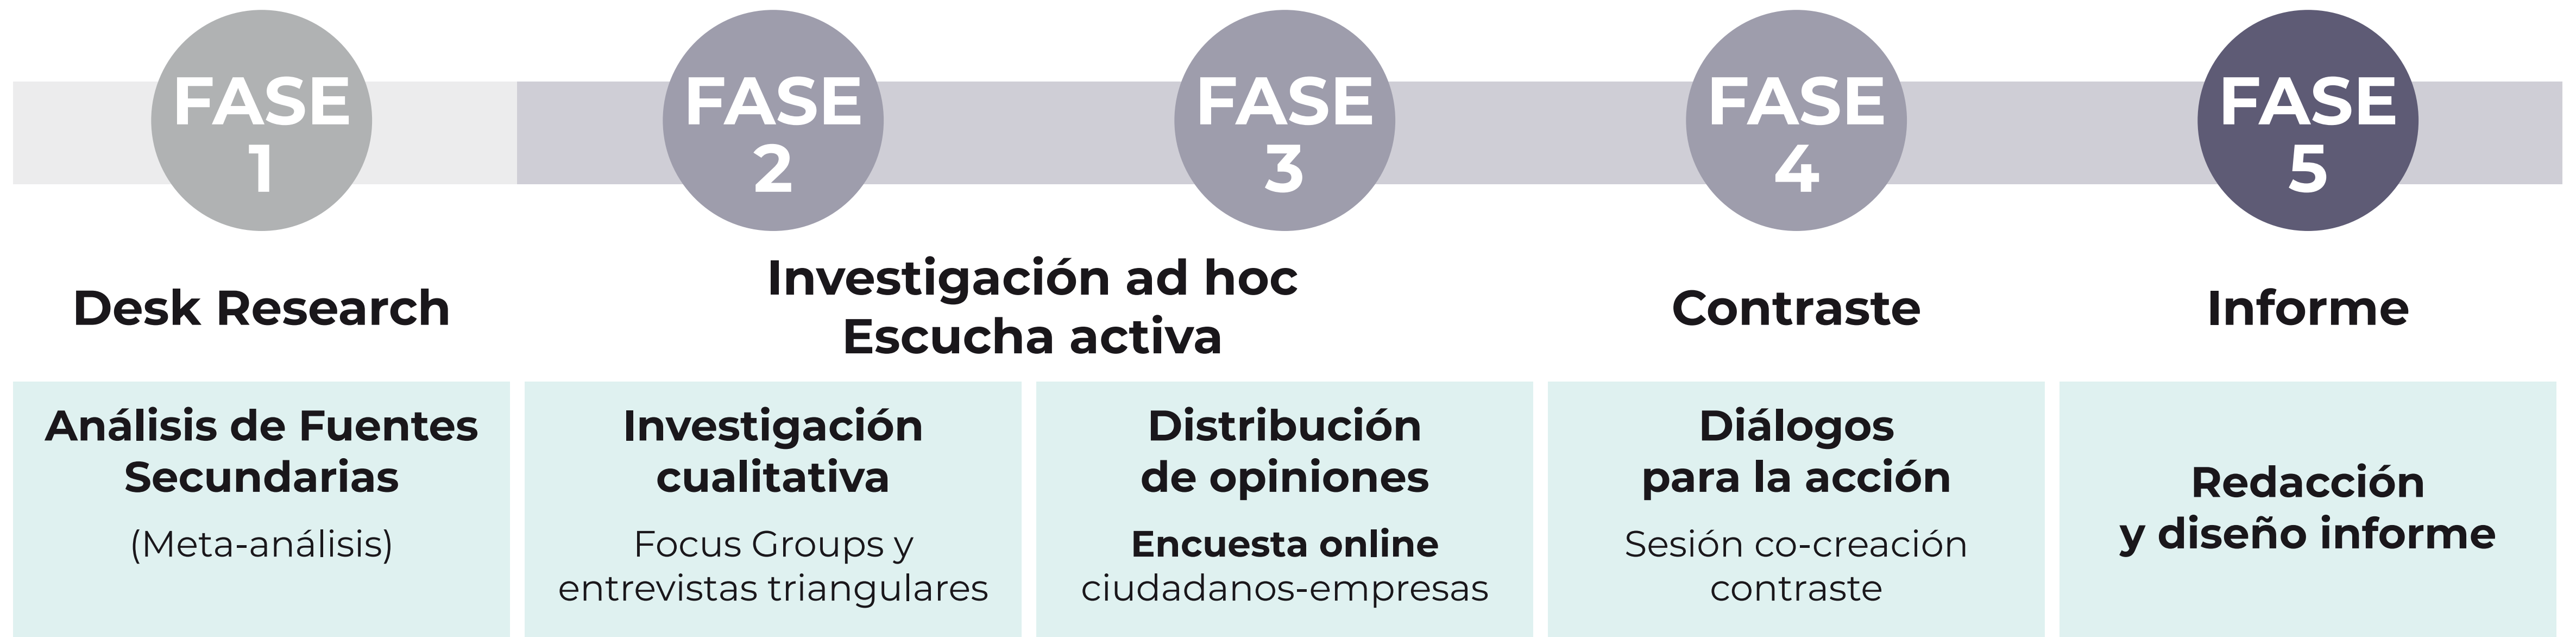 FASE
1
FASE
2
FASE
3
FASE
4
FASE
5
Desk Research
Investigación ad hoc
Escucha activa
Contraste
Informe
Análisis de Fuentes
Secundarias
(Meta-análisis)
Investigación
cualitativa
Focus Groups y
entrevistas triangulares
Distribución
de opiniones
Encuesta online
ciudadanos-empresas
Diálogos
para la acción
Sesión co-creación
contraste
Redacción
y diseño informe